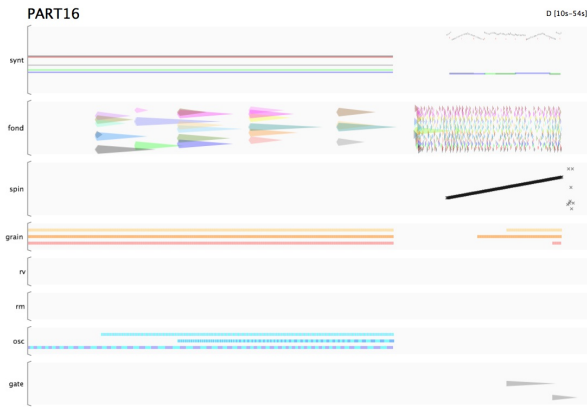 PART16
D [10s-54s]
synt
fond
spin
grain
rv
rm
osc
gate